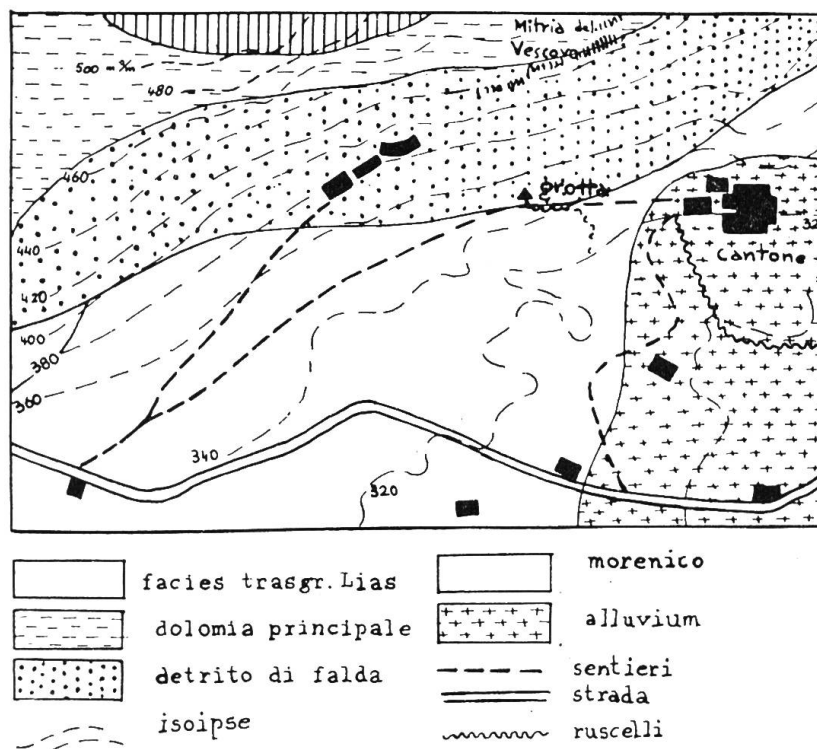 Mitria del
Vescovo
500 m s/m
480
460
grotta
440
Cantone
420
400
380
360
340
320
facies trasgr. Lias
morenico
dolomia principale
alluvium
detrito di falda
sentieri
strada
isoipse
ruscelli